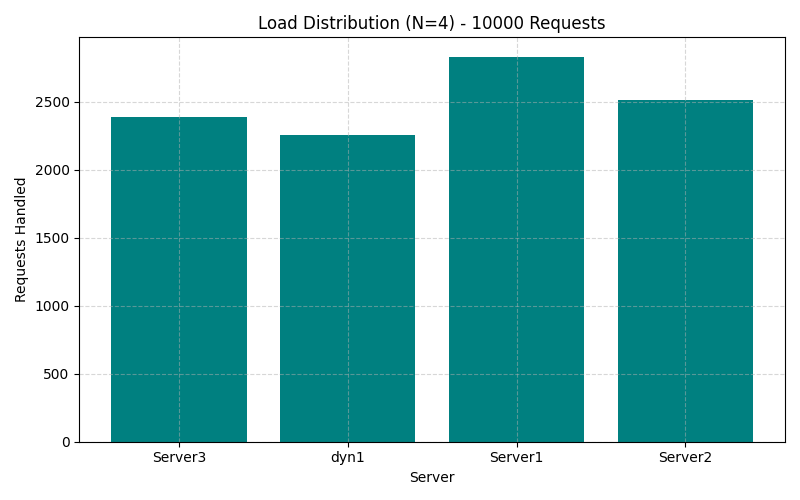 Load Distribution (N=4) - 10000 Requests
Requests Handled
2500
2000
1500
1000
500
0
Server3 dyn1 Server1 Server2
Server